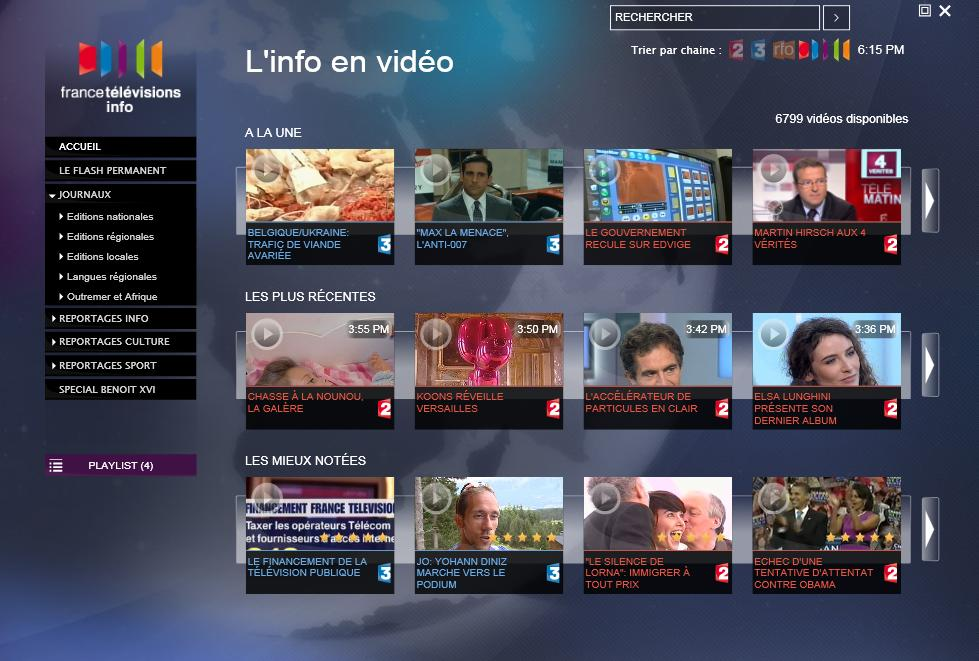 RECHERCHER
Trier par chaine : 2 3 rfo 6:15 PM
francetélévisions
info
L'info en vidéo
6799 vidéos disponibles
ACCUEIL
LE FLASH PERMANENT
JOURNAUX
Editions nationales
Editions régionales
Editions locales
Langues régionales
Outremer et Afrique
REPORTAGES INFO
REPORTAGES CULTURE
REPORTAGES SPORT
SPECIAL BENOIT XVI
PLAYLIST (4)
A LA UNE
BELGIQUE/UKRAINE:
TRAFIC DE VIANDE
AVARIÉE
3
"MAX LA MENACE",
L'ANTI-007
3
LE GOUVERNEMENT
RECULE SUR EDVIGE
2
4
VERITES
TÉLÉ
MATIN
MARTIN HIRSCH AUX 4
VÉRITÉS
2
LES PLUS RÉCENTES
3:55 PM
CHASSE À LA NOUNOU,
LA GALÈRE
2
3:50 PM
KOONS RÉVEILLE
VERSAILLES
2
3:42 PM
L'ACCÉLÉRATEUR DE
PARTICULES EN CLAIR
2
3:36 PM
ELSA LUNGHINI
PRÉSENTE SON
DERNIER ALBUM
2
LES MIEUX NOTÉES
FINANCEMENT FRANCE TELEVISION
Taxer les opérateurs Télécom
et fournisseurs d'accès Interne
LE FINANCEMENT DE LA
TÉLÉVISION PUBLIQUE
3
JO: YOHANN DINIZ
MARCHE VERS LE
PODIUM
3
"LE SILENCE DE
LORNA": IMMIGRER À
TOUT PRIX
2
ECHEC D'UNE
TENTATIVE D'ATTENTAT
CONTRE OBAMA
2